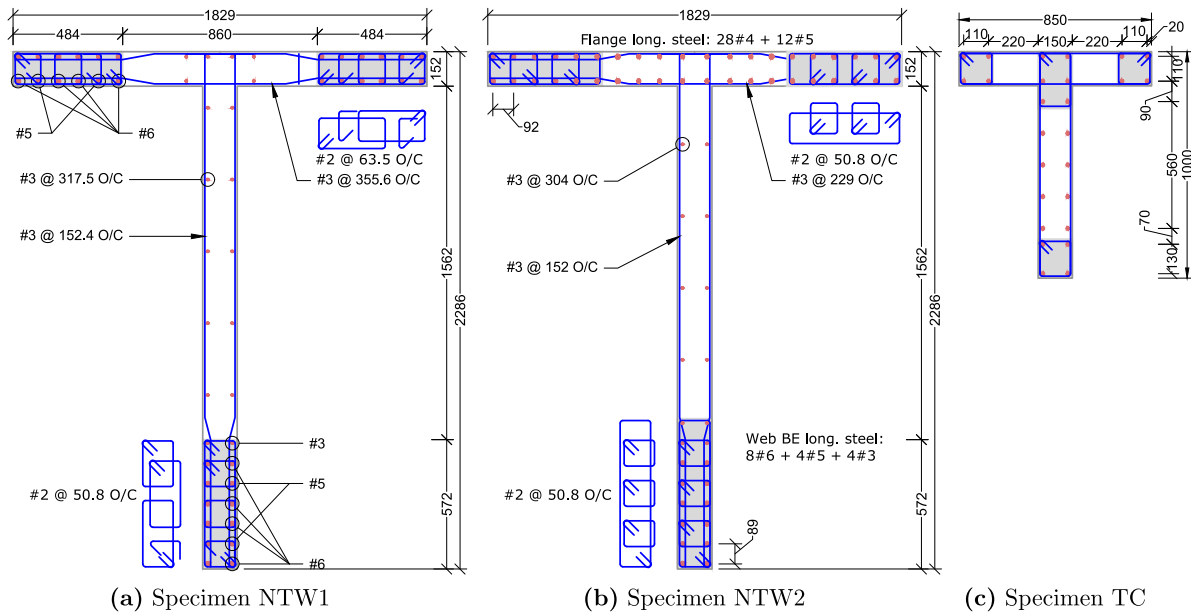 1829
484
860
484
152
#5
#6
#2 @ 63.5 O/C
#3 @ 355.6 O/C
#3 @ 317.5 O/C
#3 @ 152.4 O/C
1562
2286
#3
#5
#2 @ 50.8 O/C
572
#6
(a) Specimen NTW1
1829
Flange long. steel: 28#4 + 12#5
152
92
#2 @ 50.8 O/C
#3 @ 229 O/C
#3 @ 304 O/C
#3 @ 152 O/C
1562
2286
Web BE long. steel:
8#6 + 4#5 + 4#3
#2 @ 50.8 O/C
89
572
(b) Specimen NTW2
850
20
110
220
150
220
110
110
90
560
1000
70
130
(c) Specimen TC